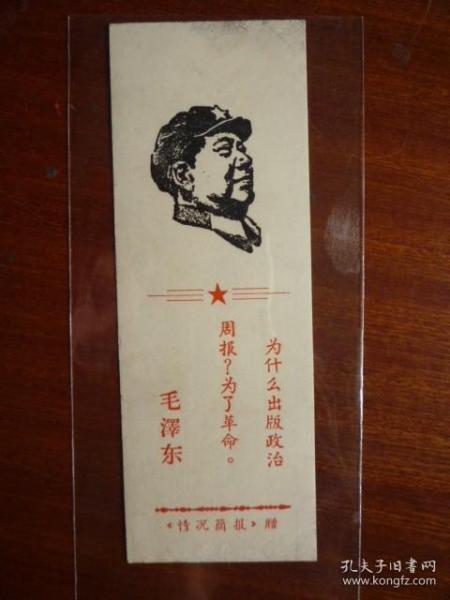 为什么出版政治
周报？为了革命。
毛澤东
《情况简报》赠
孔夫子旧书网
www.kongfz.com